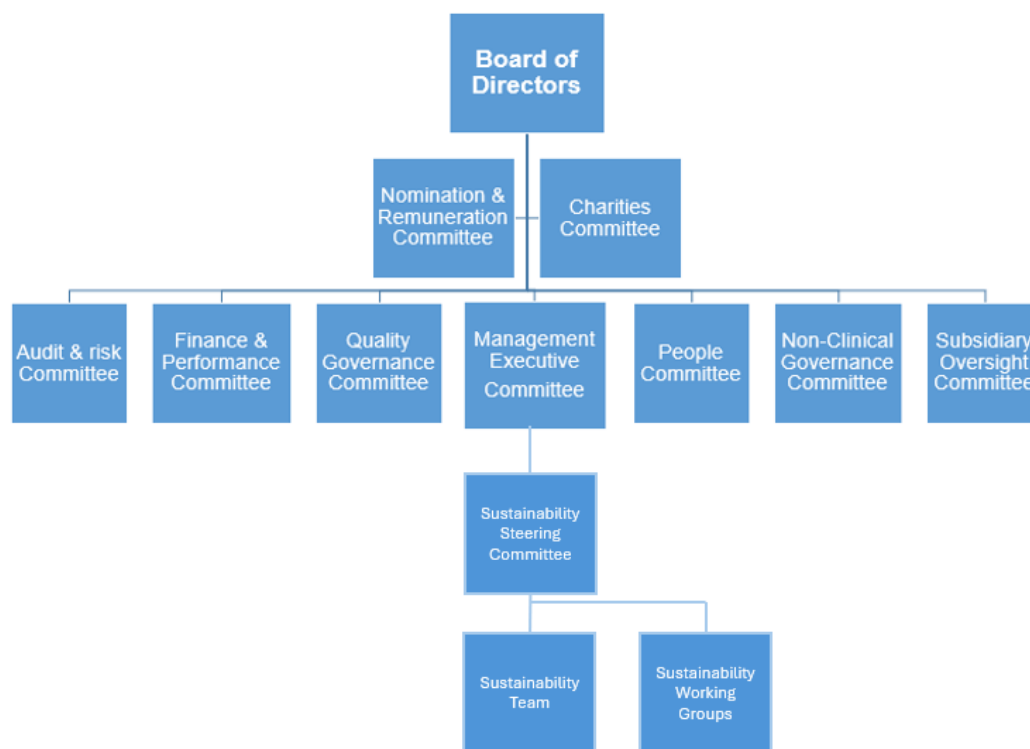 Board of
Directors
Nomination &
Remuneration
Committee
Charities
Committee
Audit & risk
Committee
Finance &
Performance
Committee
Quality
Governance
Committee
Management
Executive
Committee
People
Committee
Non-Clinical
Governance
Committee
Subsidiary
Oversight
Committee
Sustainability
Steering
Committee
Sustainability
Team
Sustainability
Working
Groups